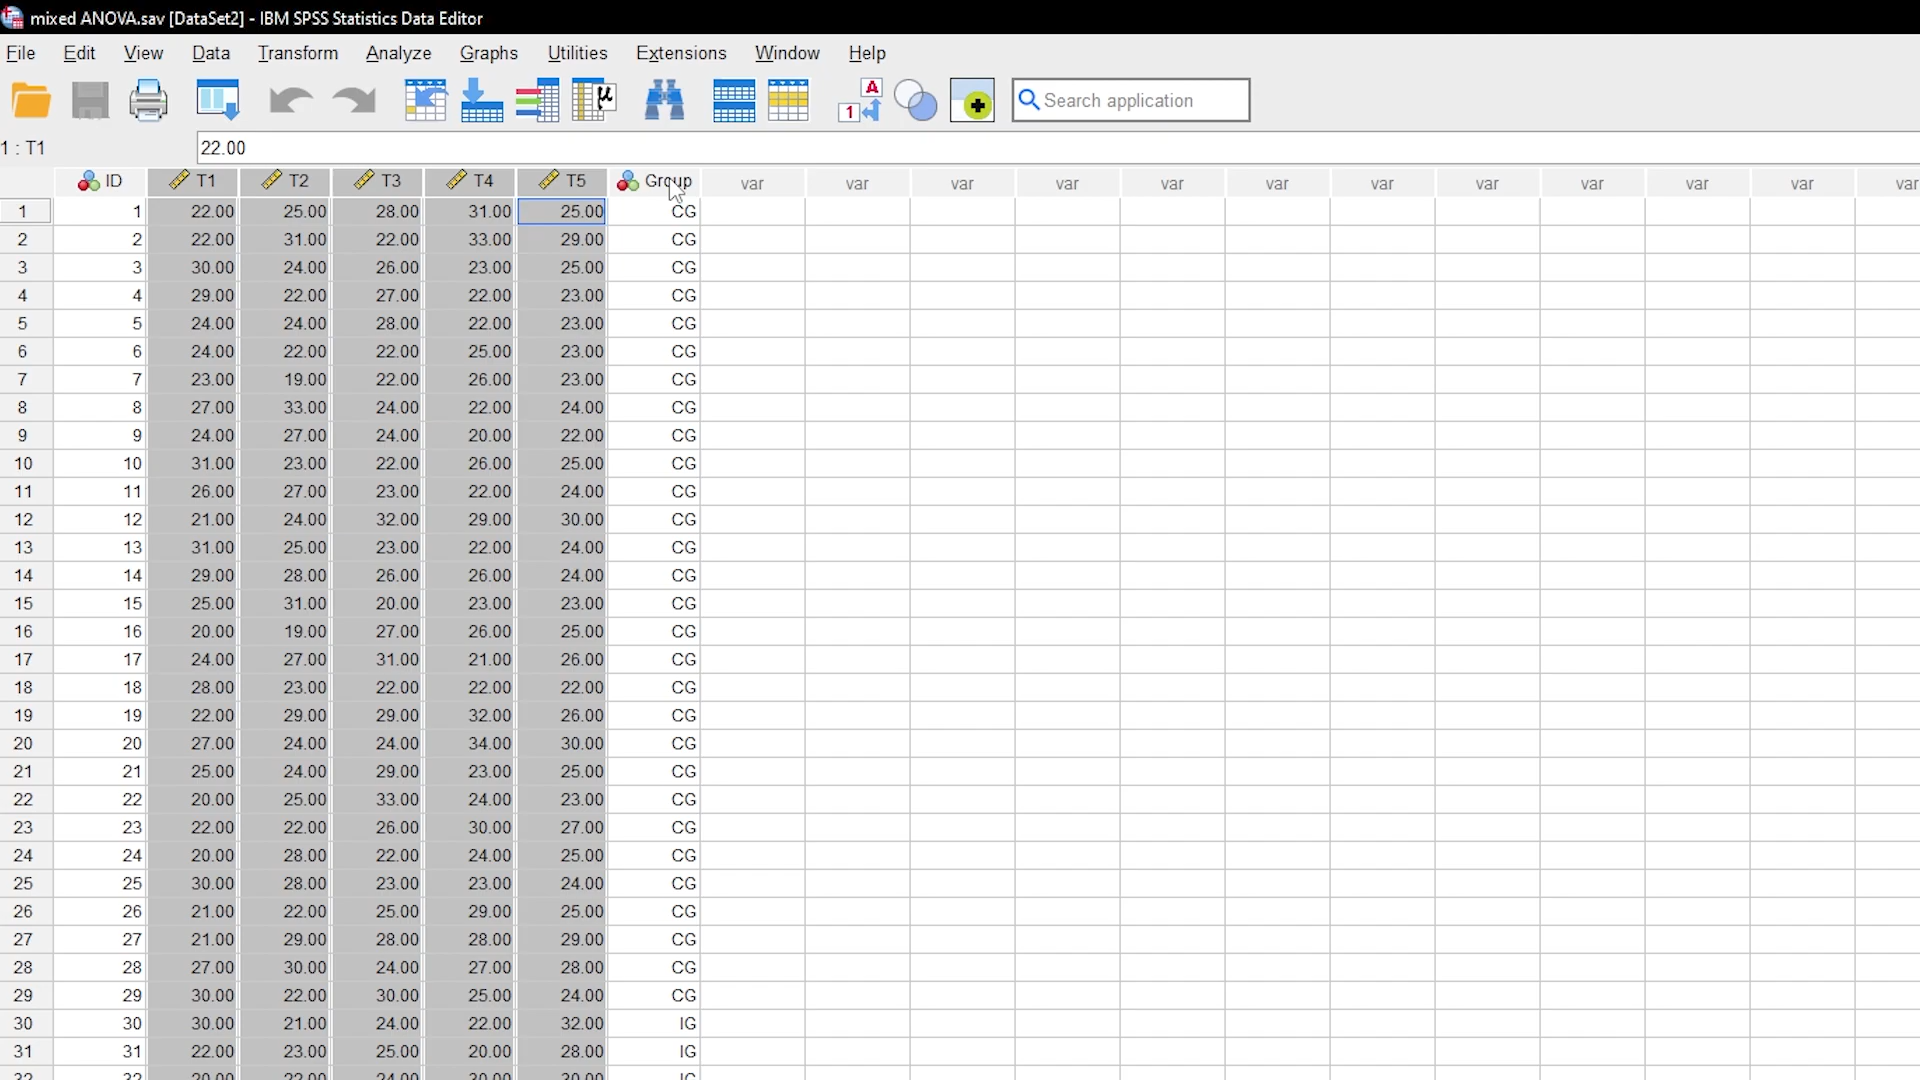 mixed ANOVA.sav [DataSet2] - IBM SPSS Statistics Data Editor
File Edit View Data Transform Analyze Graphs Utilities Extensions Window Help
Search application
1 : T1 22.00
ID T1 T2 T3 T4 T5 Group var var var var var var var var var var var var
1 1 22.00 25.00 28.00 31.00 25.00 CG
2 2 22.00 31.00 22.00 33.00 29.00 CG
3 3 30.00 24.00 26.00 23.00 25.00 CG
4 4 29.00 22.00 27.00 22.00 23.00 CG
5 5 24.00 24.00 28.00 22.00 23.00 CG
6 6 24.00 22.00 22.00 25.00 23.00 CG
7 7 23.00 19.00 22.00 26.00 23.00 CG
8 8 27.00 33.00 24.00 22.00 24.00 CG
9 9 24.00 27.00 24.00 20.00 22.00 CG
10 10 31.00 23.00 22.00 26.00 25.00 CG
11 11 26.00 27.00 23.00 22.00 24.00 CG
12 12 21.00 24.00 32.00 29.00 30.00 CG
13 13 31.00 25.00 23.00 22.00 24.00 CG
14 14 29.00 28.00 26.00 26.00 24.00 CG
15 15 25.00 31.00 20.00 23.00 23.00 CG
16 16 20.00 19.00 27.00 26.00 25.00 CG
17 17 24.00 27.00 31.00 21.00 26.00 CG
18 18 28.00 23.00 22.00 22.00 22.00 CG
19 19 22.00 29.00 29.00 32.00 26.00 CG
20 20 27.00 24.00 24.00 34.00 30.00 CG
21 21 25.00 24.00 29.00 23.00 25.00 CG
22 22 20.00 25.00 33.00 24.00 23.00 CG
23 23 22.00 22.00 26.00 30.00 27.00 CG
24 24 20.00 28.00 22.00 24.00 25.00 CG
25 25 30.00 28.00 23.00 23.00 24.00 CG
26 26 21.00 22.00 25.00 29.00 25.00 CG
27 27 21.00 29.00 28.00 28.00 29.00 CG
28 28 27.00 30.00 24.00 27.00 28.00 CG
29 29 30.00 22.00 30.00 25.00 24.00 CG
30 30 30.00 21.00 24.00 22.00 32.00 IG
31 31 22.00 23.00 25.00 20.00 28.00 IG